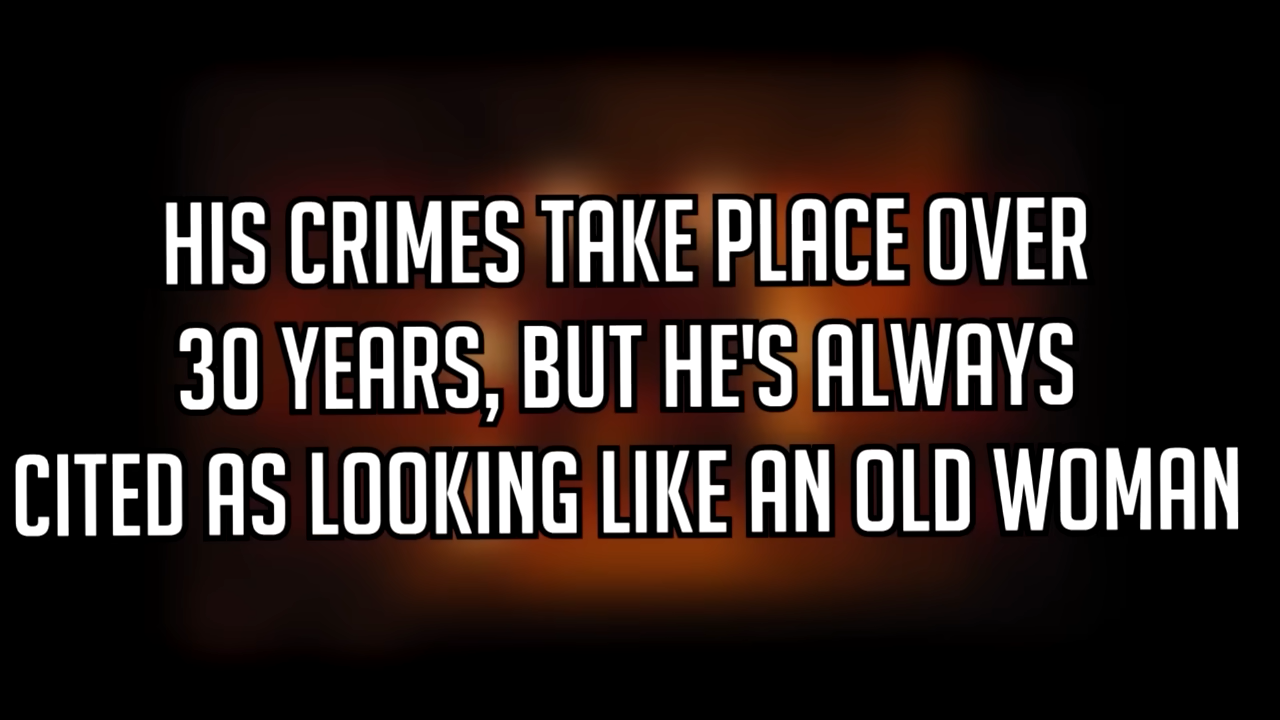 HIS CRIMES TAKE PLACE OVER
30 YEARS, BUT HE'S ALWAYS
CITED AS LOOKING LIKE AN OLD WOMAN